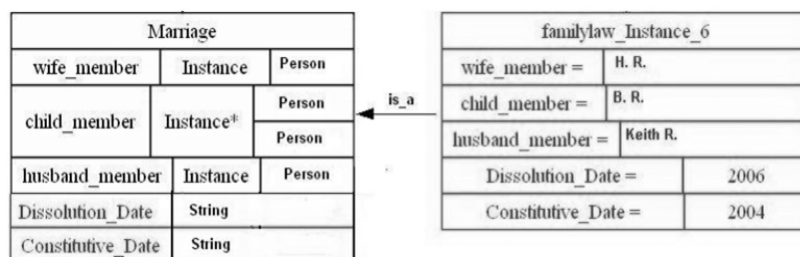 Marriage
wife_member Instance Person
child_member Instance* Person
Person
husband_member Instance Person
Dissolution_Date String
Constitutive_Date String
is_a
familylaw_Instance_6
wife_member = H. R.
child_member = B. R.
husband_member = Keith R.
Dissolution_Date = 2006
Constitutive_Date = 2004